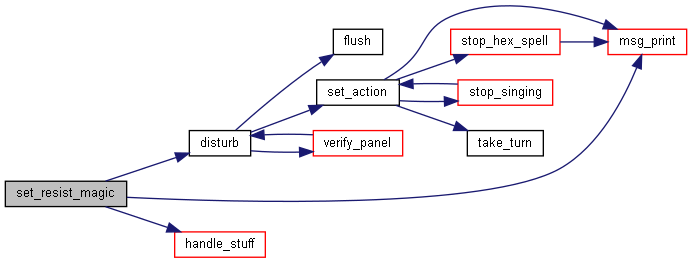 flush
stop_hex_spell
msg_print
set_action
stop_singing
disturb
verify_panel
take_turn
set_resist_magic
handle_stuff